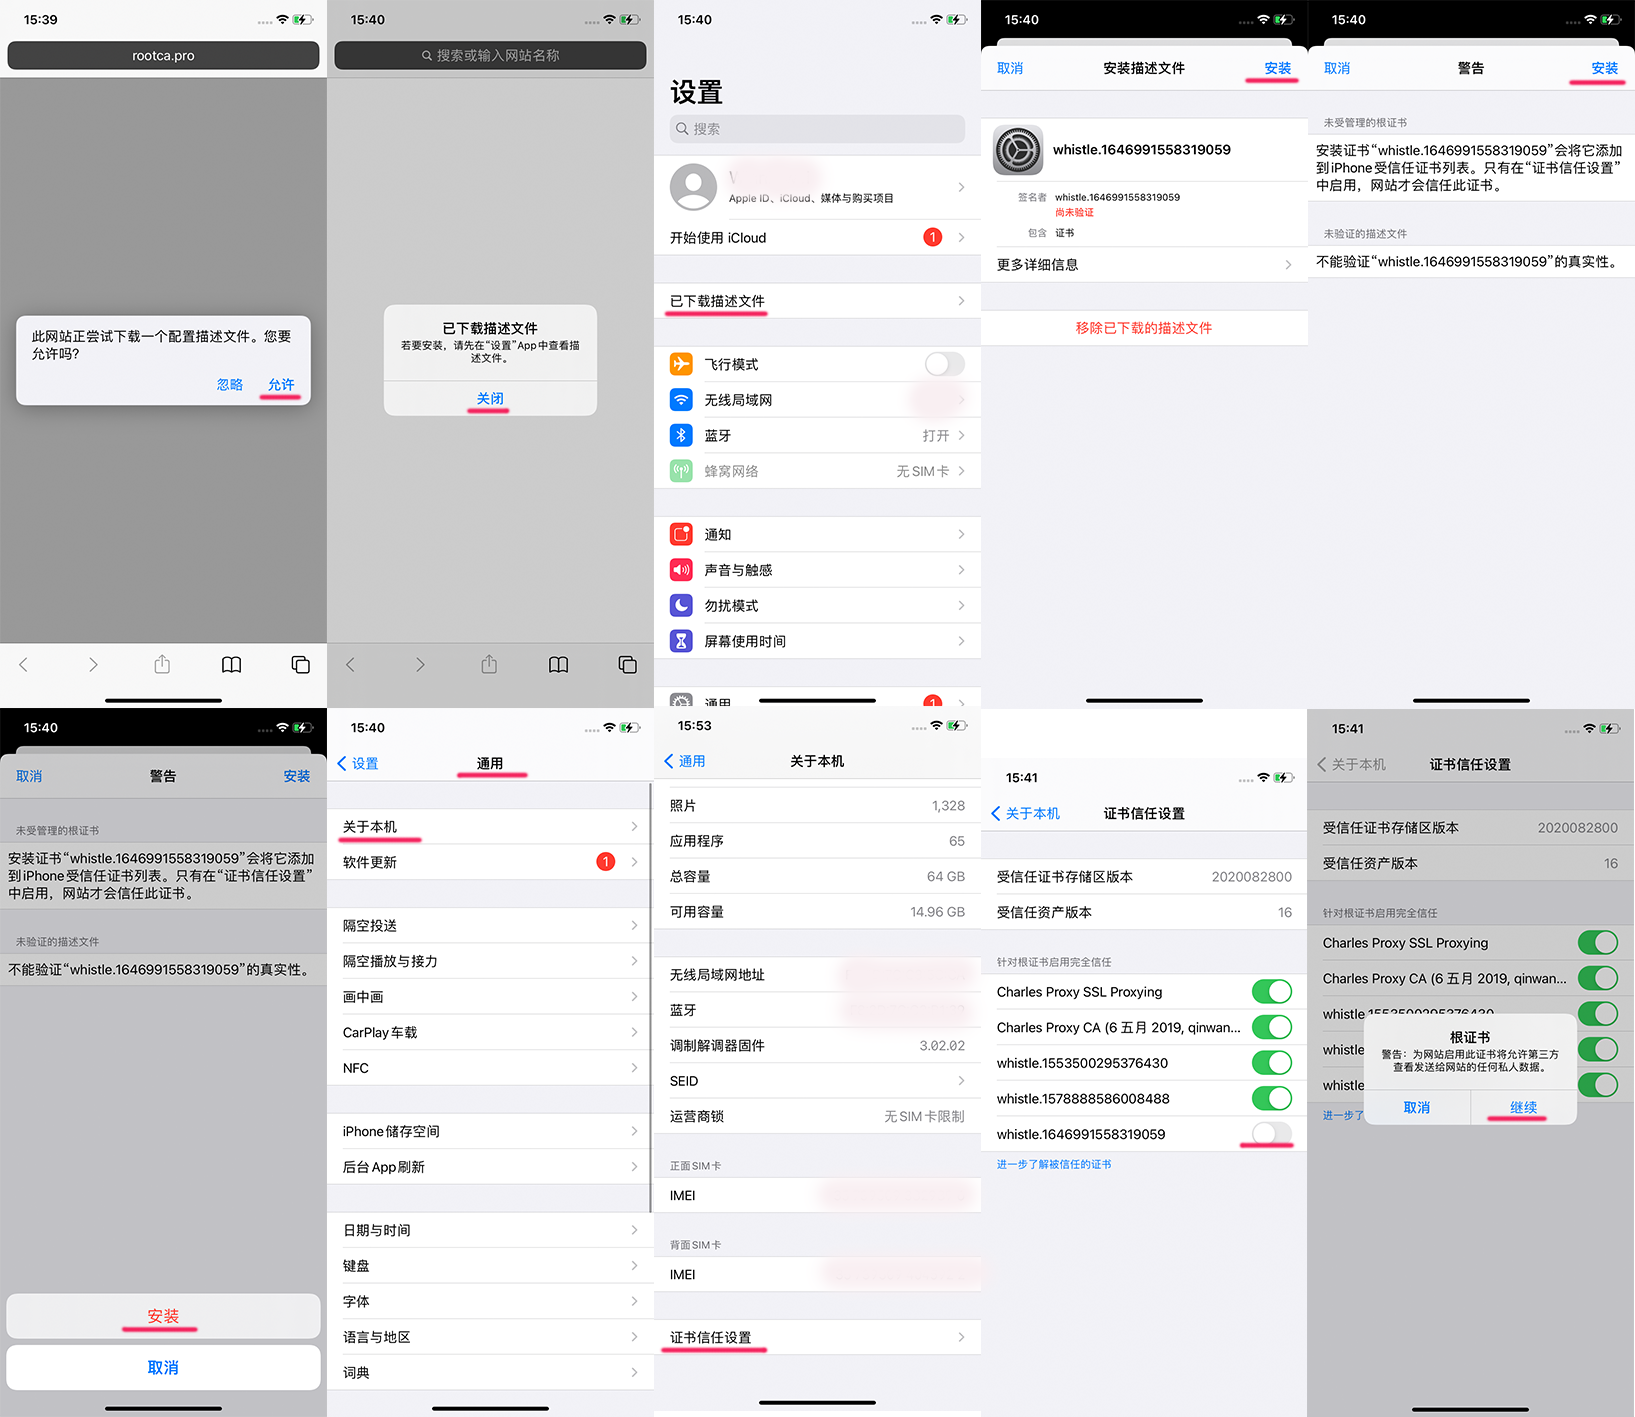 15:39
rootca.pro
此网站正尝试下载一个配置描述文件。您要
允许吗?
忽略
允许
15:40
搜索或输入网站名称
已下载描述文件
若要安装，请先在“设置”App中查看描
述文件。
关闭
15:40
设置
搜索
Apple ID、iCloud、媒体与购买项目
开始使用 iCloud
1
已下载描述文件
飞行模式
无线局域网
蓝牙
打开
蜂窝网络
无 SIM 卡
通知
声音与触感
勿扰模式
屏幕使用时间
通用
1
15:40
取消
安装描述文件
安装
whistle.1646991558319059
签名者
whistle.1646991558319059
尚未验证
包含
证书
更多详细信息
移除已下载的描述文件
15:40
取消
警告
安装
未受管理的根证书
安装证书“whistle.1646991558319059”会将它添加
到iPhone受信任证书列表。只有在“证书信任设置”
中启用，网站才会信任此证书。
未验证的描述文件
不能验证“whistle.1646991558319059”的真实性。
15:40
取消
警告
安装
未受管理的根证书
安装证书“whistle.1646991558319059”会将它添加
到iPhone受信任证书列表。只有在“证书信任设置”
中启用，网站才会信任此证书。
未验证的描述文件
不能验证“whistle.1646991558319059”的真实性。
安装
取消
15:40
设置
通用
关于本机
软件更新
1
隔空投送
隔空播放与接力
画中画
CarPlay车载
NFC
iPhone储存空间
后台App刷新
日期与时间
键盘
字体
语言与地区
词典
15:53
通用
关于本机
照片
1,328
应用程序
65
总容量
64 GB
可用容量
14.96 GB
无线局域网地址
蓝牙
调制解调器固件
3.02.02
SEID
运营商锁
无SIM卡限制
正面SIM卡
IMEI
背面SIM卡
IMEI
证书信任设置
15:41
关于本机
证书信任设置
受信任证书存储区版本
2020082800
受信任资产版本
16
针对根证书启用完全信任
Charles Proxy SSL Proxying
Charles Proxy CA (6 五月 2019, qinwan...
whistle.1553500295376430
whistle.1578888586008488
whistle.1646991558319059
进一步了解被信任的证书
15:41
关于本机
证书信任设置
受信任证书存储区版本
2020082800
受信任资产版本
16
针对根证书启用完全信任
Charles Proxy SSL Proxying
Charles Proxy CA (6 五月 2019, qinwan...
whistle.1553500295376430
whistle
whistle
进一步了
根证书
警告：为网站启用此证书将允许第三方
查看发送给网站的任何私人数据。
取消
继续